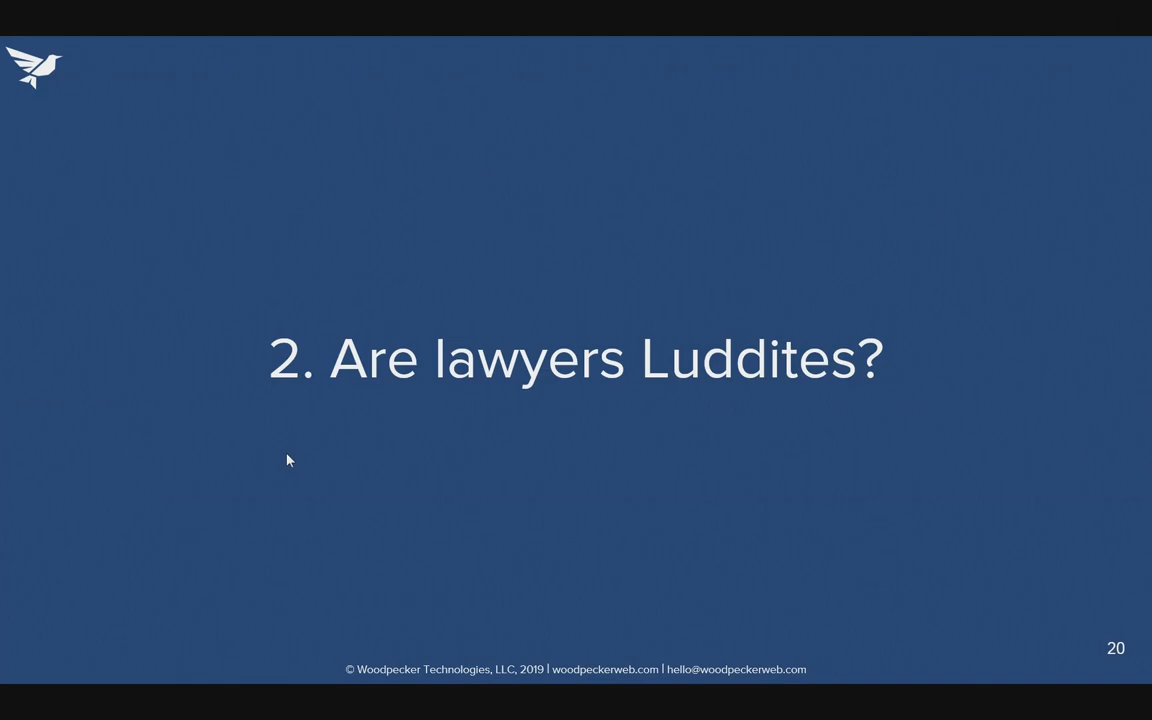 2. Are lawyers Luddites?
20
© Woodpecker Technologies, LLC, 2019 | woodpeckerweb.com | hello@woodpeckerweb.com